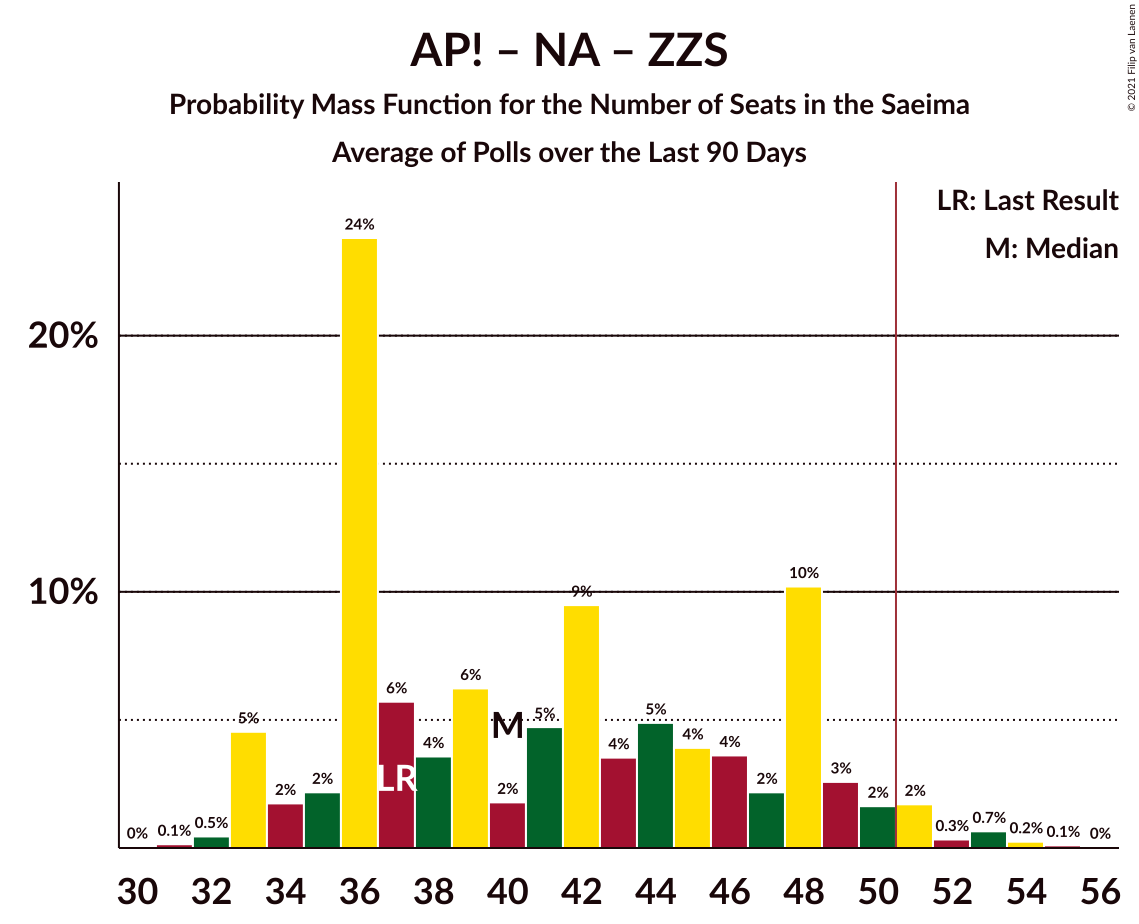 AP! – NA – ZZS
Probability Mass Function for the Number of Seats in the Saeima
Average of Polls over the Last 90 Days
© 2021 Filip van Laenen
LR: Last Result
M: Median
20%
10%
0% 0.1% 0.5% 5% 2% 2% 24% 6% 4% 6% 2% 5% 9% 4% 5% 4% 4% 2% 10% 3% 2% 2% 0.3% 0.7% 0.2% 0.1% 0%
LR
M
30 32 34 36 38 40 42 44 46 48 50 52 54 56